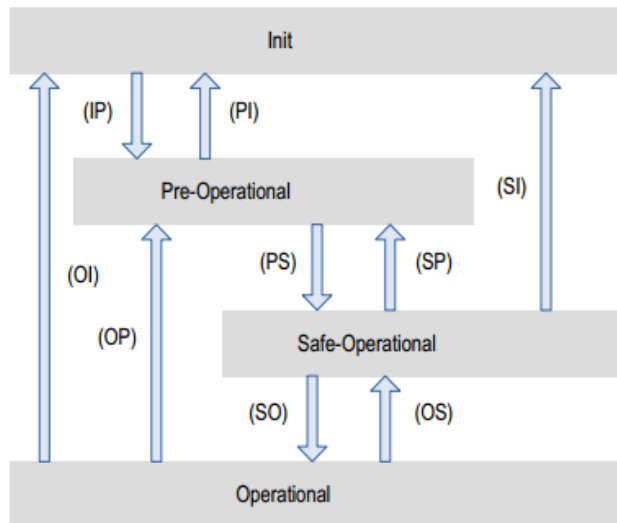 Init
(IP)
(PI)
Pre-Operational
(SI)
(OI)
(PS)
(SP)
(OP)
Safe-Operational
(SO)
(OS)
Operational